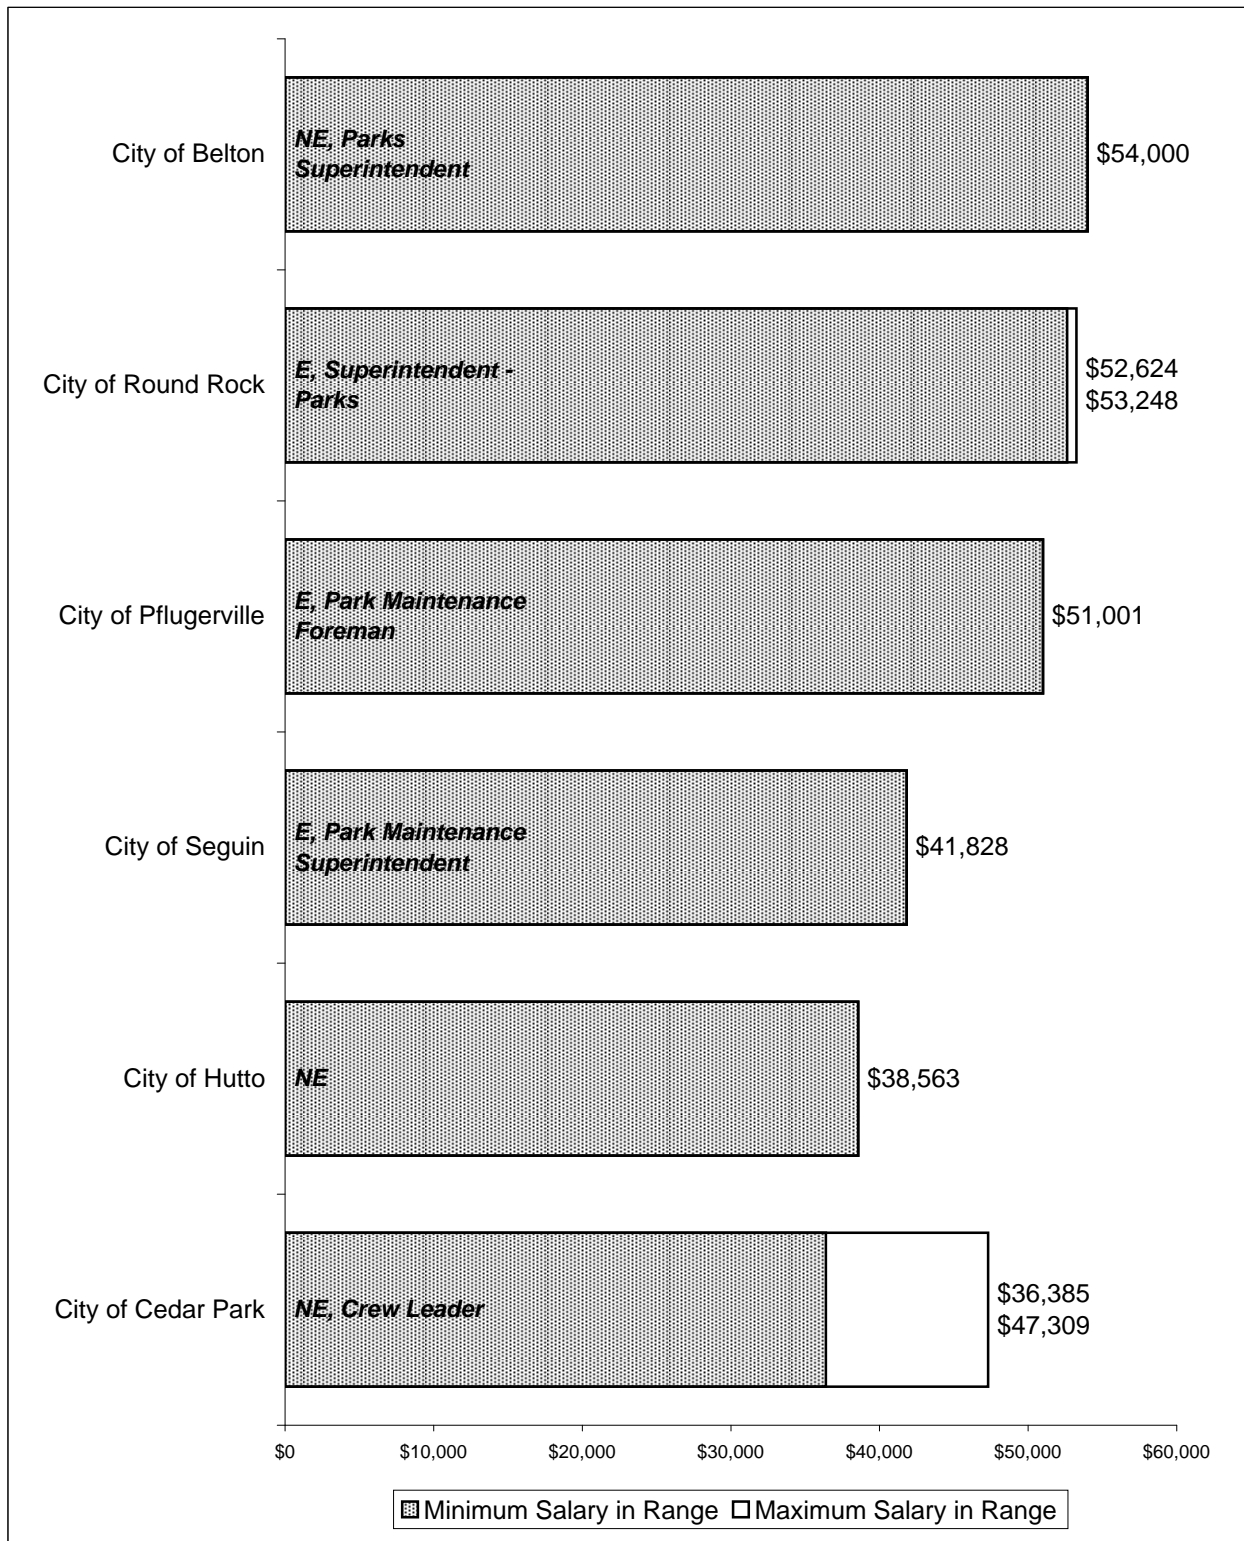 City of Belton
NE, Parks
Superintendent
$54,000
City of Round Rock
E, Superintendent -
Parks
$52,624
$53,248
City of Pflugerville
E, Park Maintenance
Foreman
$51,001
City of Seguin
E, Park Maintenance
Superintendent
$41,828
City of Hutto
NE
$38,563
City of Cedar Park
NE, Crew Leader
$36,385
$47,309
$0 $10,000 $20,000 $30,000 $40,000 $50,000 $60,000
Minimum Salary in Range Maximum Salary in Range